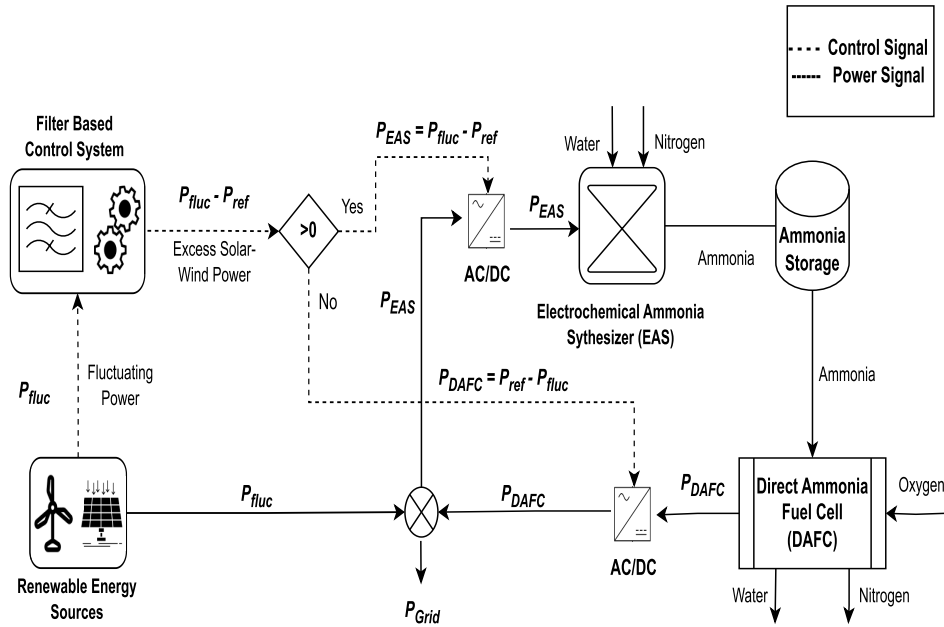 Control Signal
Power Signal
Filter Based
Control System
P_fluc - P_ref
Excess Solar-
Wind Power
>0
Yes
No
P_EAS = P_fluc - P_ref
AC/DC
P_EAS
Water
Nitrogen
Electrochemical Ammonia
Sythesizer (EAS)
Ammonia
Ammonia
Storage
P_EAS
P_fluc
Fluctuating
Power
P_DAFC = P_ref - P_fluc
Ammonia
Renewable Energy
Sources
P_fluc
P_Grid
P_DAFC
AC/DC
P_DAFC
Direct Ammonia
Fuel Cell
(DAFC)
Oxygen
Water
Nitrogen